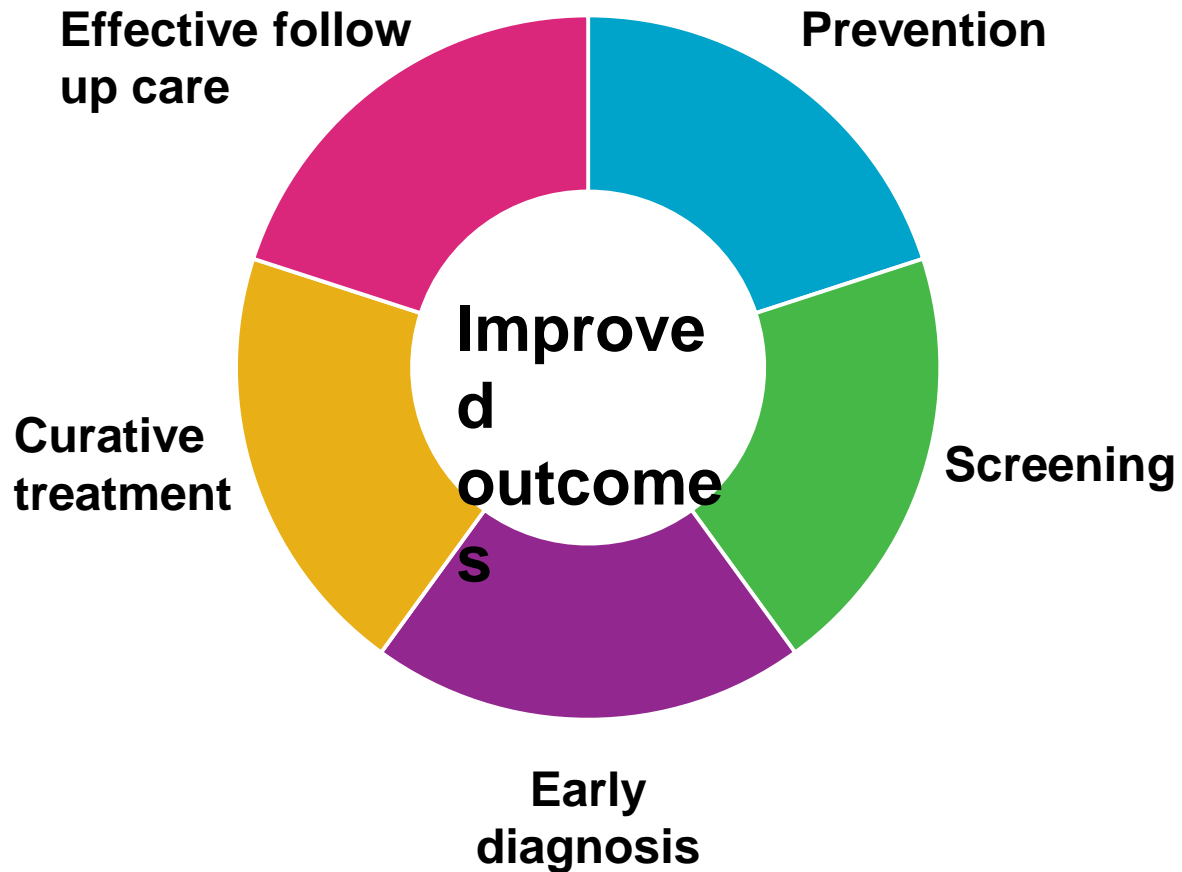 Effective follow
up care
Prevention
Improve
d
outcome
s
Curative
treatment
Screening
Early
diagnosis